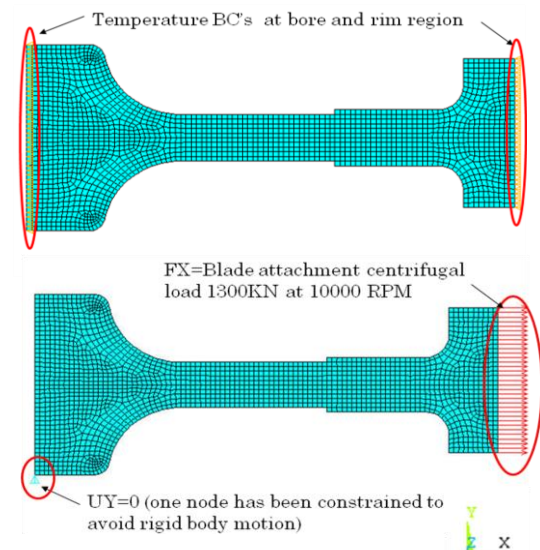 Temperature BC's at bore and rim region
FX=Blade attachment centrifugal
load 1300KN at 10000 RPM
UY=0 (one node has been constrained to
avoid rigid body motion)
Y
Z X